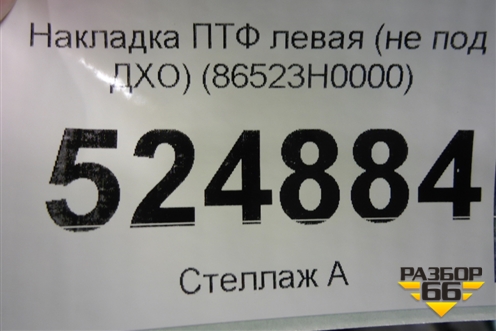 Накладка ПТФ левая (не под
ДХО) (86523H0000)
524884
Стеллаж А
РАЗБОР
66